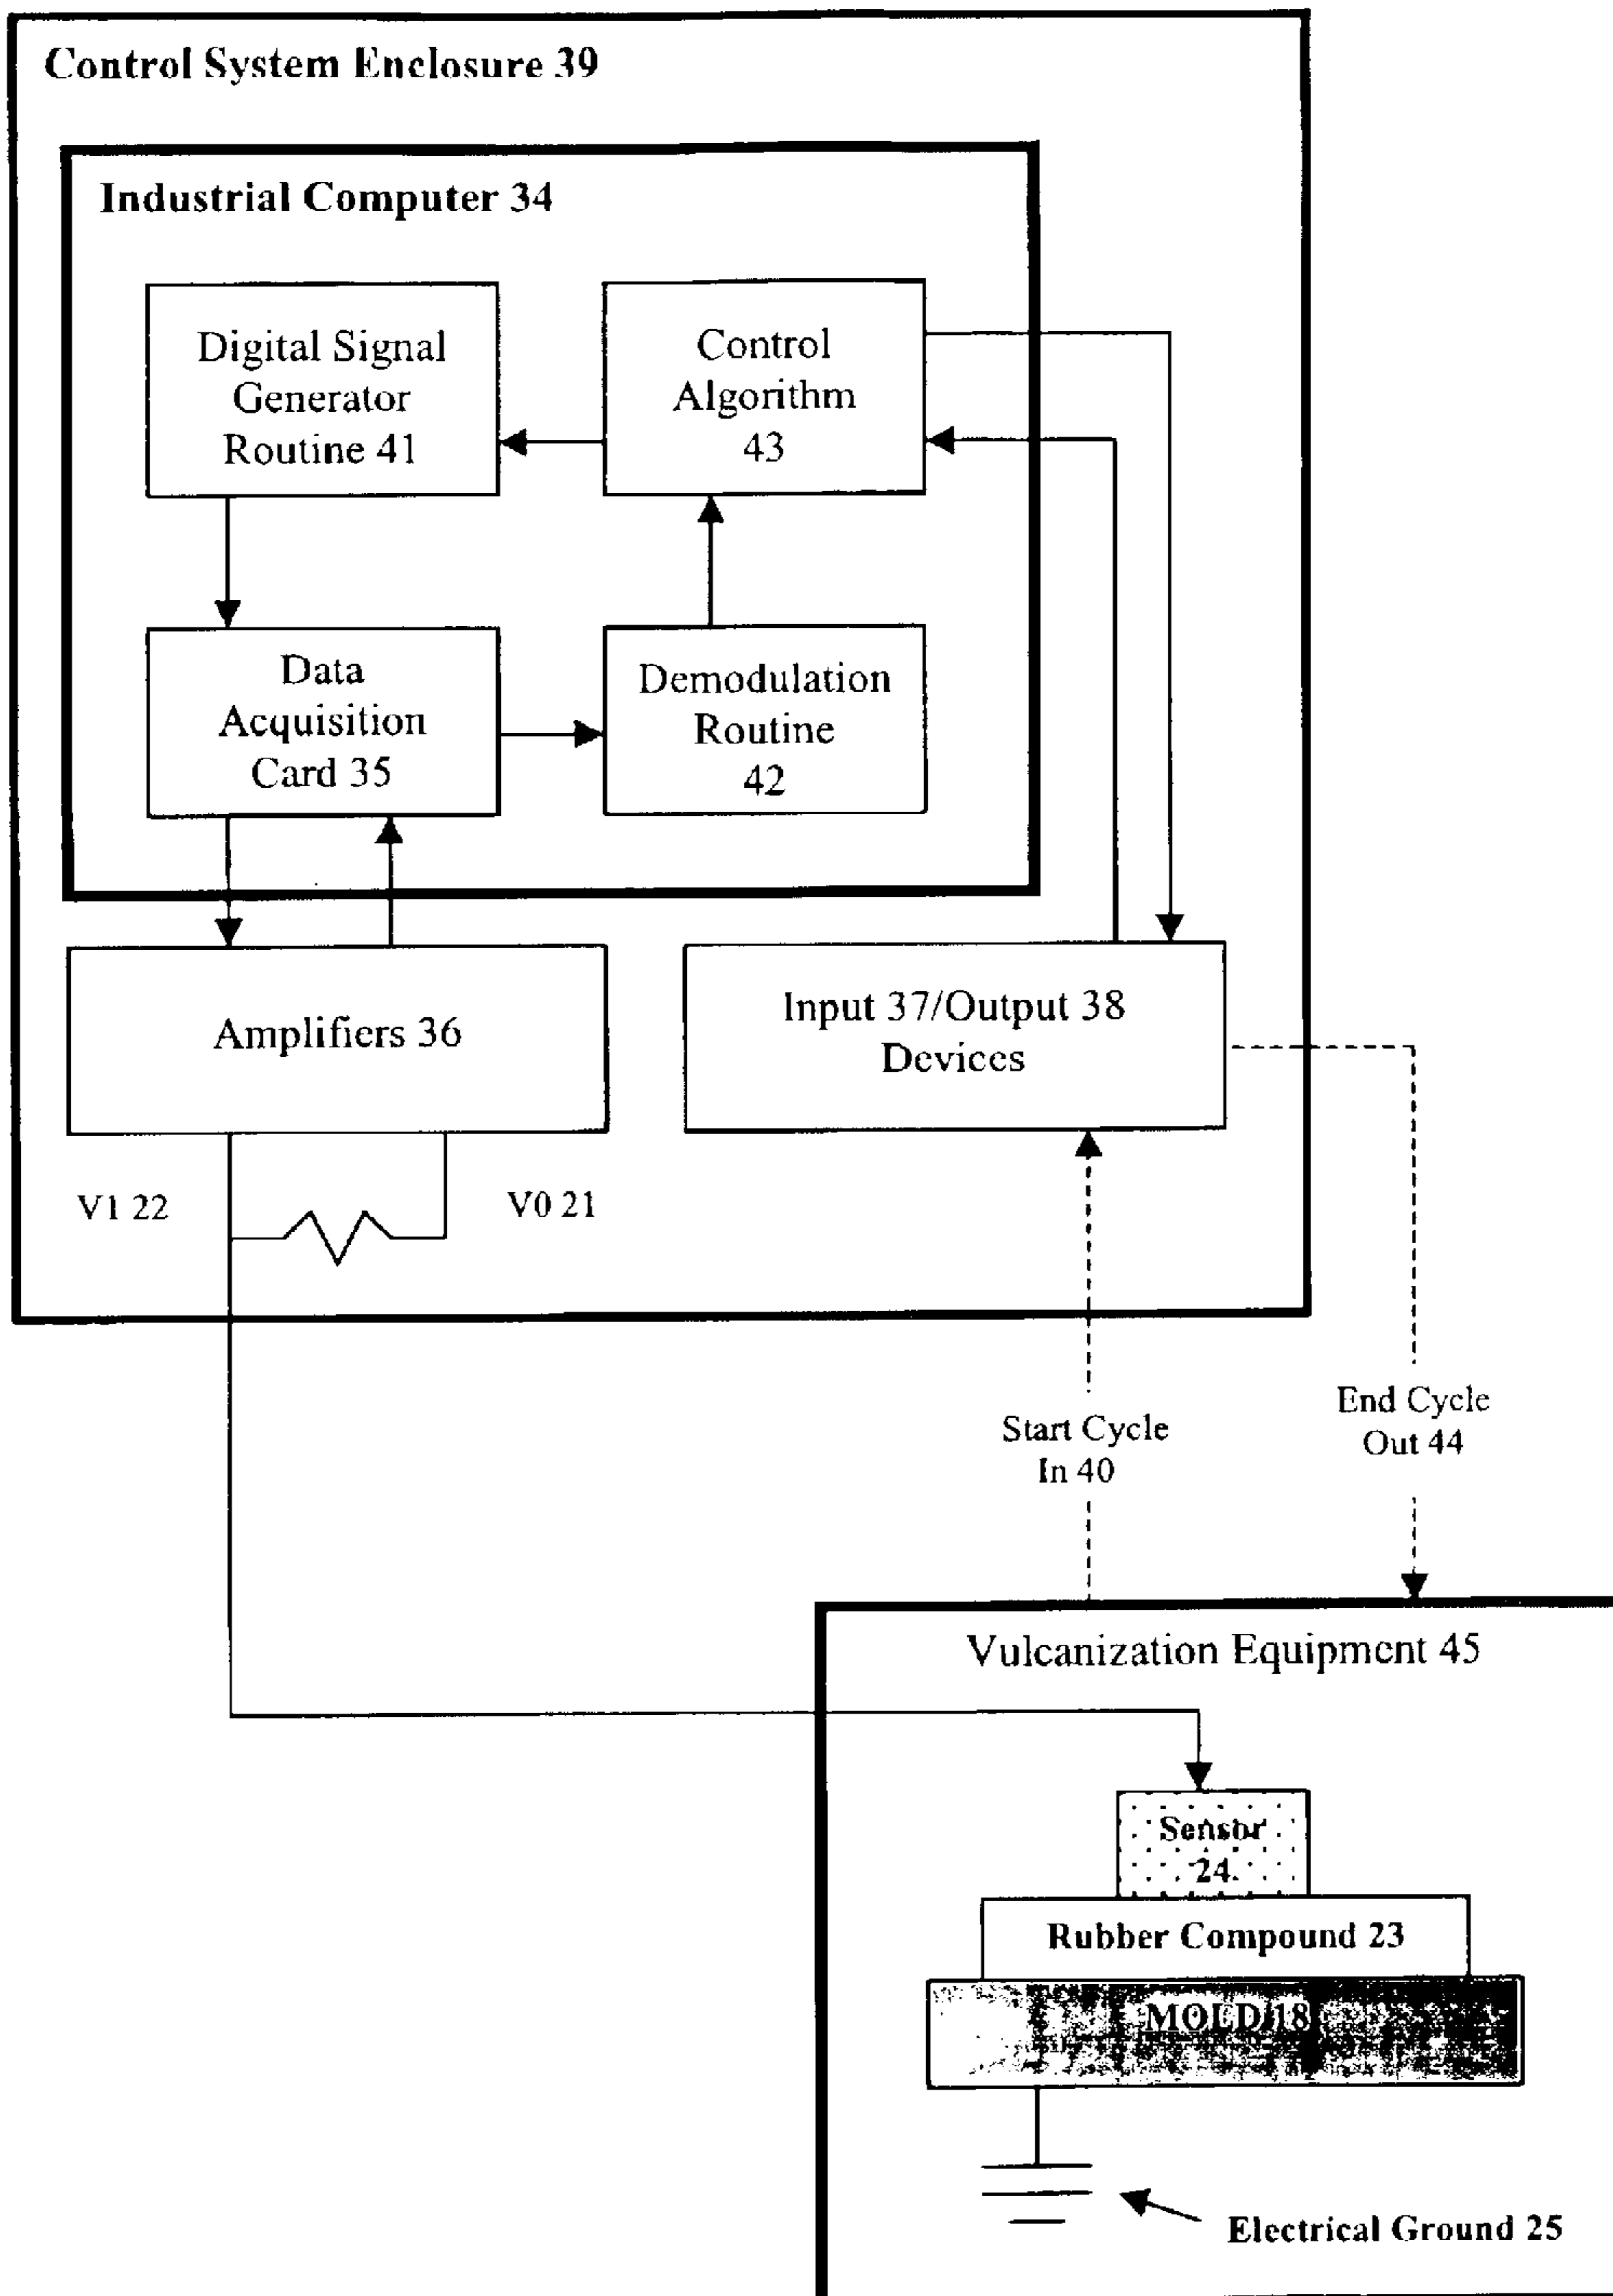 Control System Enclosure 39
Industrial Computer 34
Digital Signal
Generator
Routine 41
Control
Algorithm
43
Data
Acquisition
Card 35
Demodulation
Routine
42
Amplifiers 36
Input 37/Output 38
Devices
V1 22
V0 21
Start Cycle
In 40
End Cycle
Out 44
Vulcanization Equipment 45
Sensor
24
Rubber Compound 23
MOLD 18
Electrical Ground 25